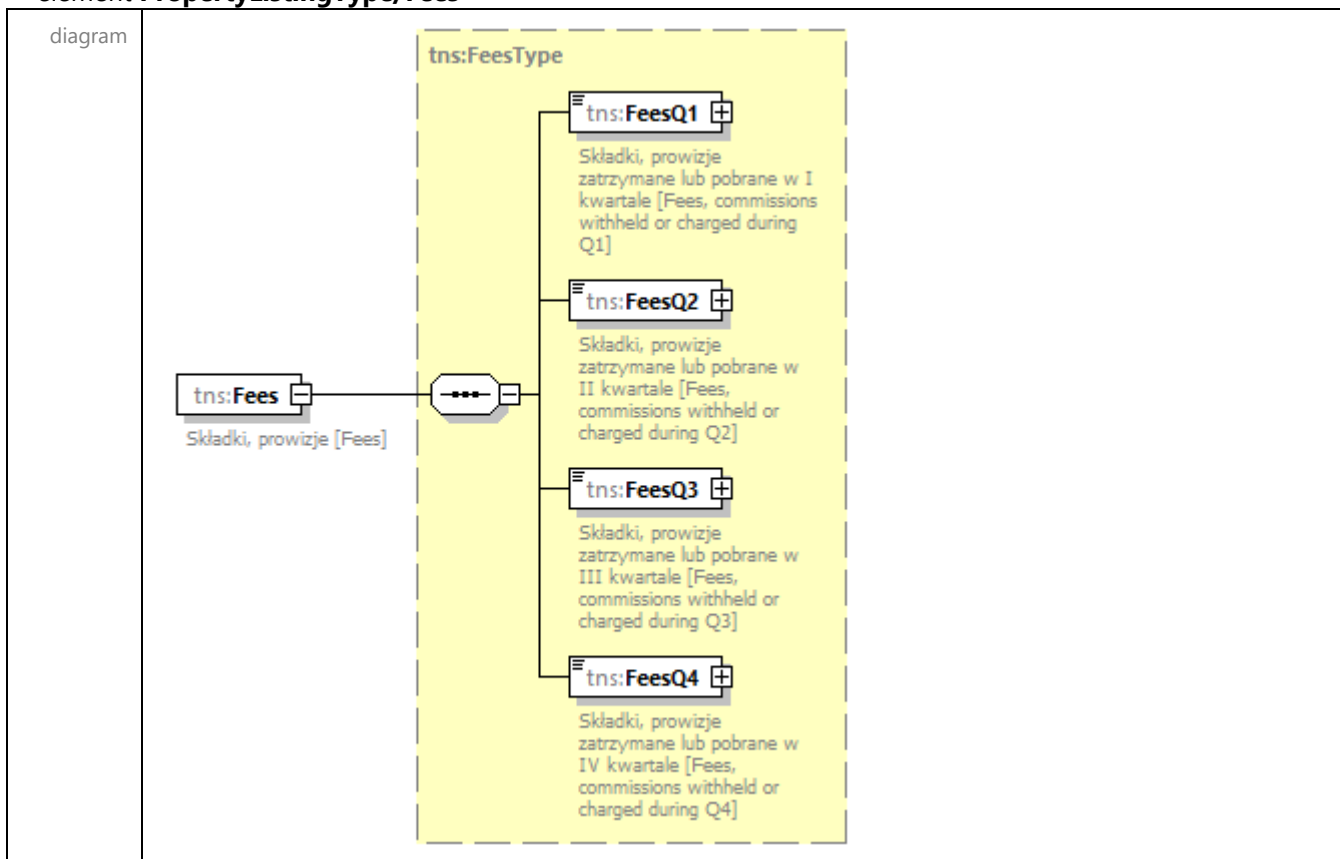 element PropertyListingType/Fees
diagram
tns:FeesType
tns:FeesQ1
Składki, prowizje
zatrzymane lub pobrane w I
kwartale [Fees, commissions
withheld or charged during
Q1]
tns:FeesQ2
Składki, prowizje
zatrzymane lub pobrane w
II kwartale [Fees,
commissions withheld or
charged during Q2]
tns:Fees
Składki, prowizje [Fees]
tns:FeesQ3
Składki, prowizje
zatrzymane lub pobrane w
III kwartale [Fees,
commissions withheld or
charged during Q3]
tns:FeesQ4
Składki, prowizje
zatrzymane lub pobrane w
IV kwartale [Fees,
commissions withheld or
charged during Q4]